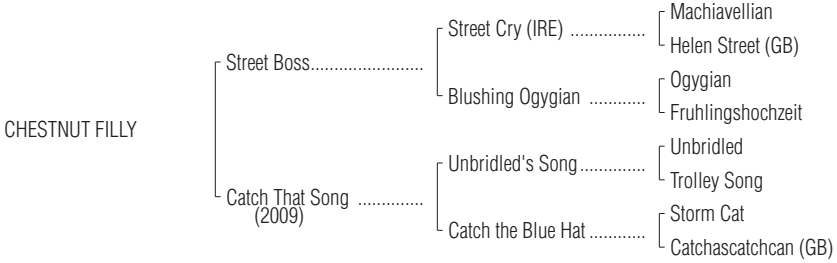 Machiavellian
Street Cry (IRE) ................
Helen Street (GB)
Street Boss........................
Ogygian
Blushing Ogygian ............
Fruhlingshochzeit
CHESTNUT FILLY
Unbridled
Unbridled's Song..............
Trolley Song
Catch That Song ..............
(2009)
Storm Cat
Catch the Blue Hat ............
Catchascatchcan (GB)